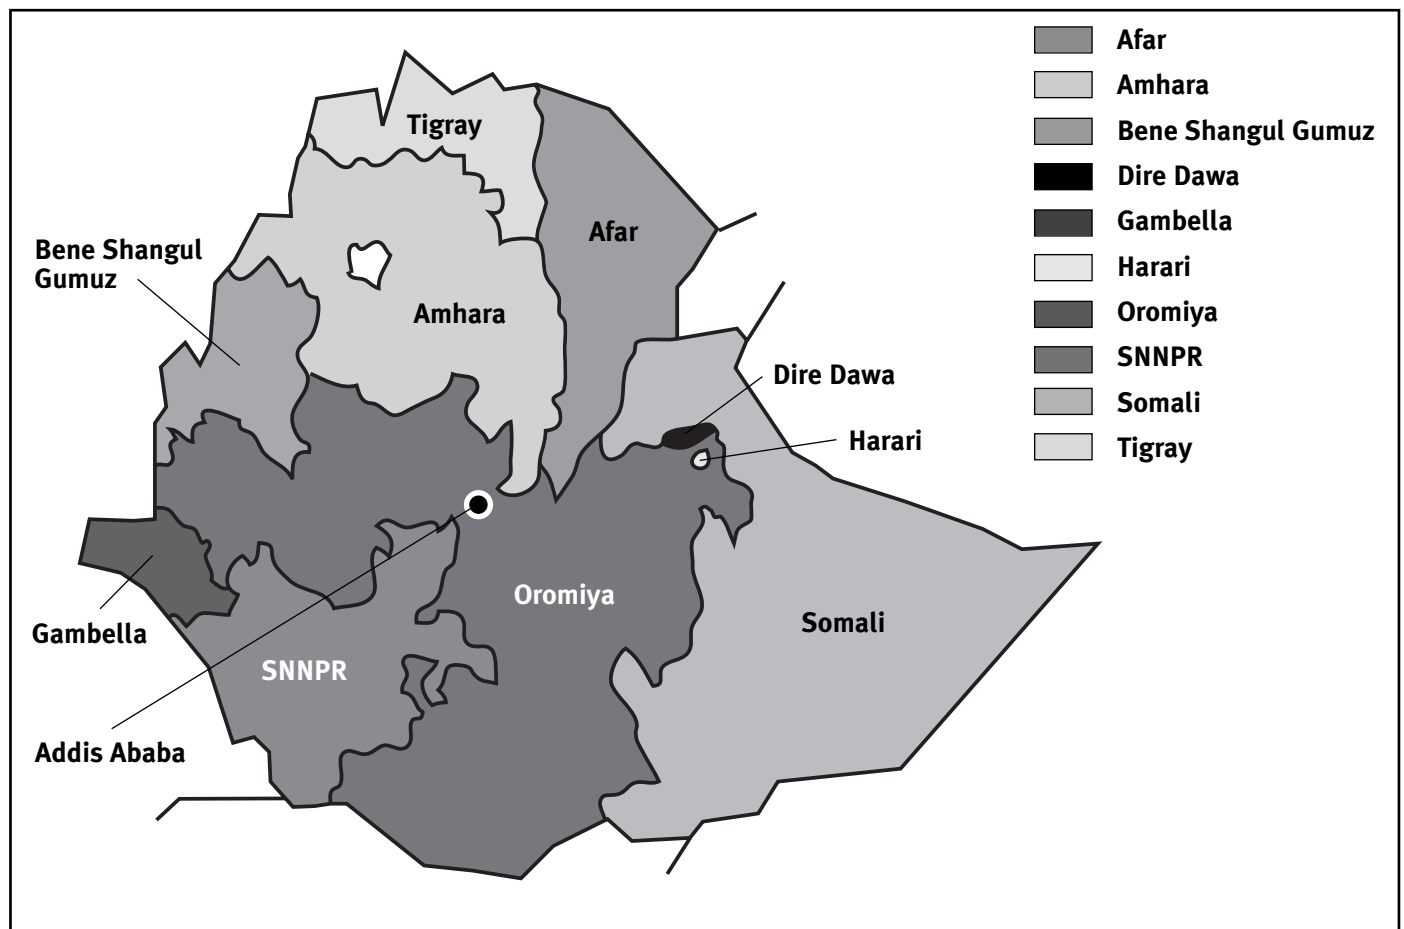 Tigray
Afar
Bene Shangul
Gumuz
Amhara
Dire Dawa
Harari
Oromiya
Somali
Gambella
SNNPR
Addis Ababa
Afar
Amhara
Bene Shangul Gumuz
Dire Dawa
Gambella
Harari
Oromiya
SNNPR
Somali
Tigray